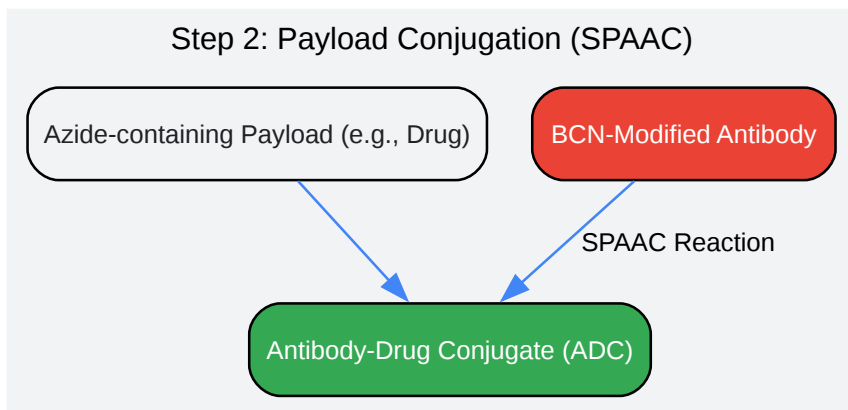 Step 2: Payload Conjugation (SPAAC)
Azide-containing Payload (e.g., Drug)
BCN-Modified Antibody
SPAAC Reaction
Antibody-Drug Conjugate (ADC)